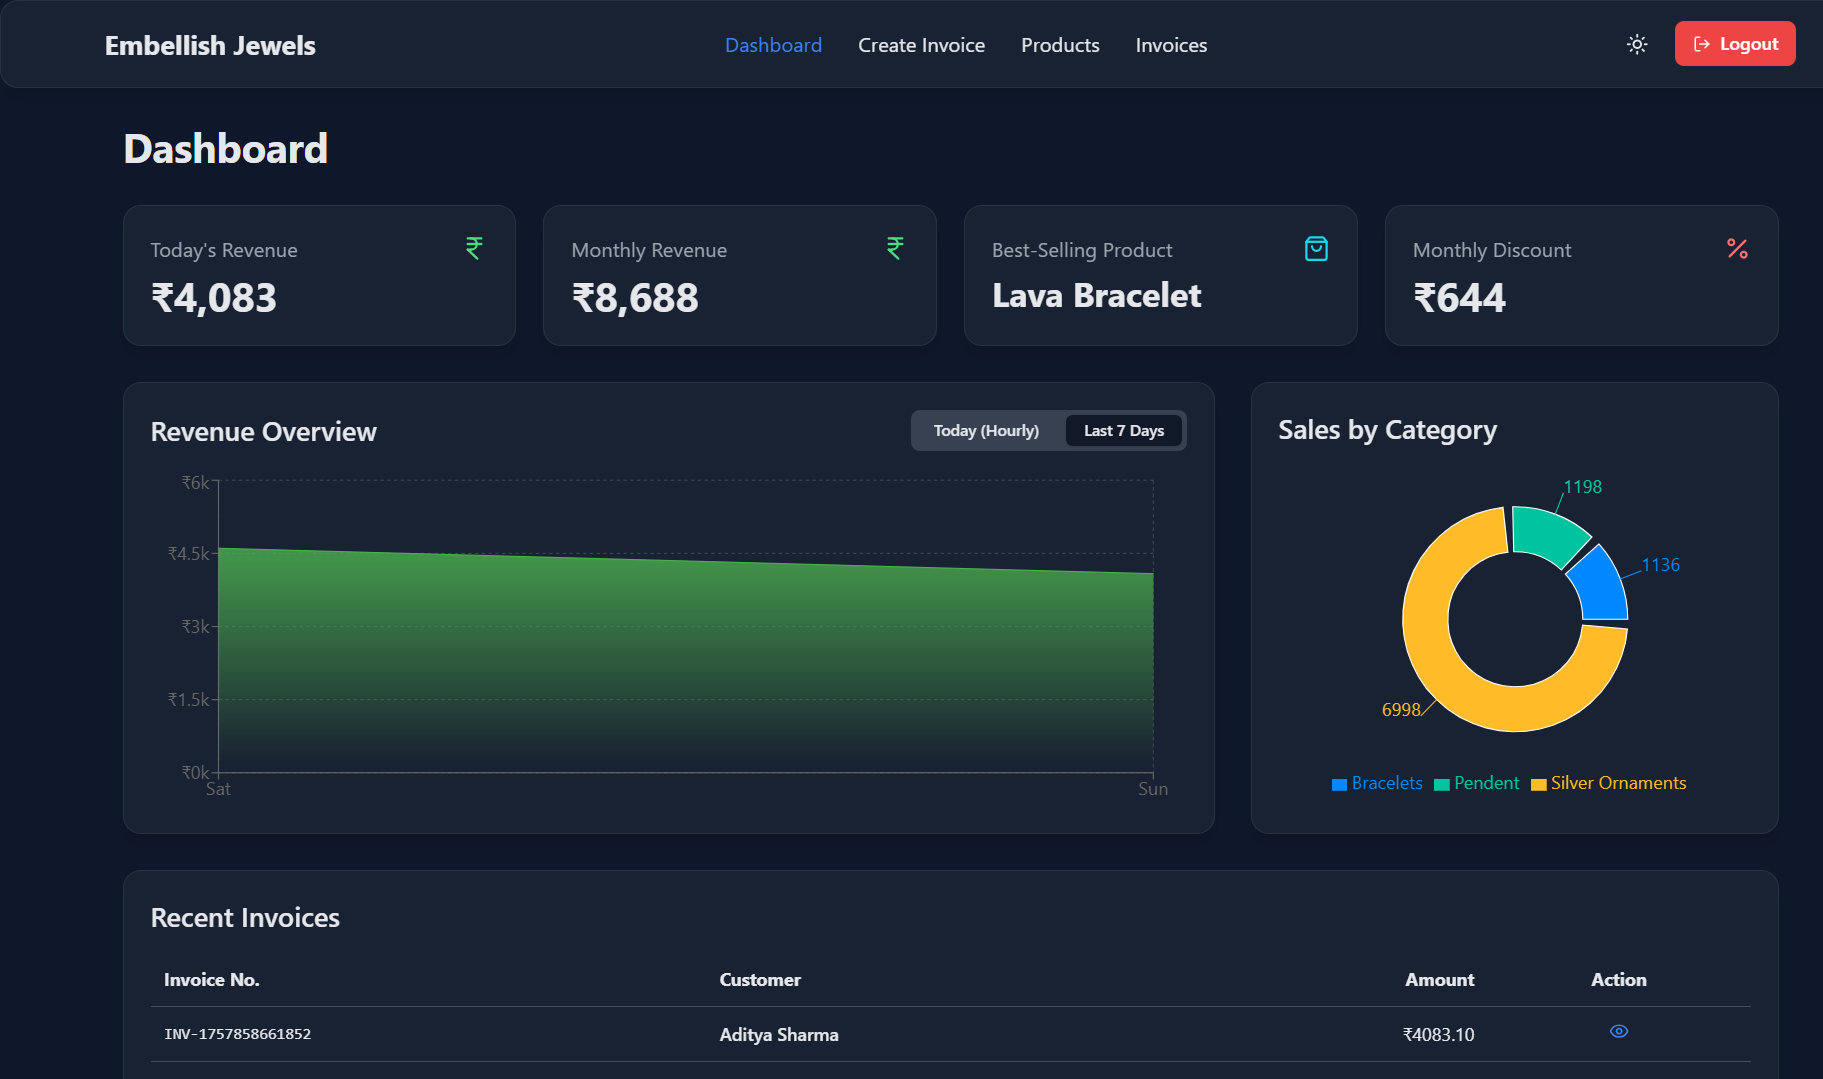 Embellish Jewels
Dashboard Create Invoice Products Invoices
Logout
Dashboard
Today's Revenue
₹4,083
Monthly Revenue
₹8,688
Best-Selling Product
Lava Bracelet
Monthly Discount
₹644
Revenue Overview
Today (Hourly) Last 7 Days
₹6k
₹4.5k
₹3k
₹1.5k
₹0k
Sat Sun
Sales by Category
1198
1136
6998
Bracelets Pendent Silver Ornaments
Recent Invoices
Invoice No. Customer Amount Action
INV-1757858661852 Aditya Sharma ₹4083.10